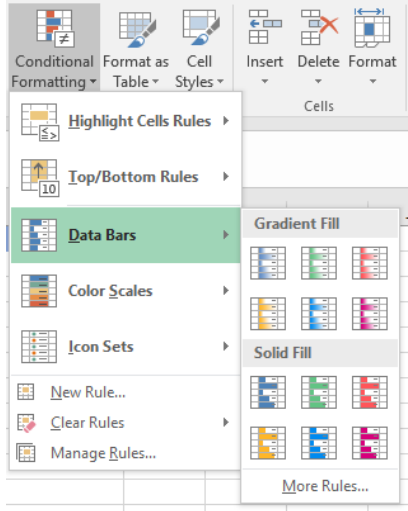 Conditional Format as Cell Insert Delete Format
Formatting Table Styles
Cells
Highlight Cells Rules
10
Top/Bottom Rules
Data Bars
Color Scales
Icon Sets
New Rule...
Clear Rules
Manage Rules...
Gradient Fill
Solid Fill
More Rules...